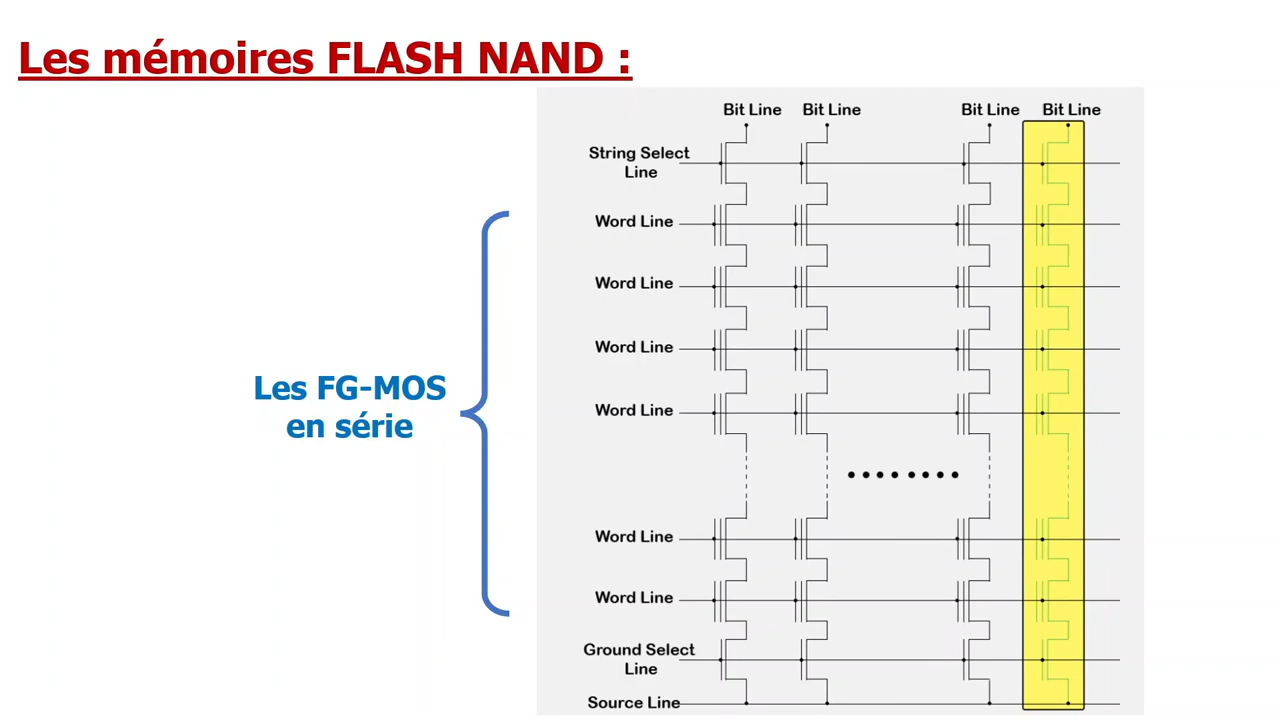 Les mémoires FLASH NAND :
Bit Line Bit Line Bit Line Bit Line
String Select
Line
Word Line
Word Line
Word Line
Word Line
Les FG-MOS
en série
Word Line
Word Line
Ground Select
Line
Source Line